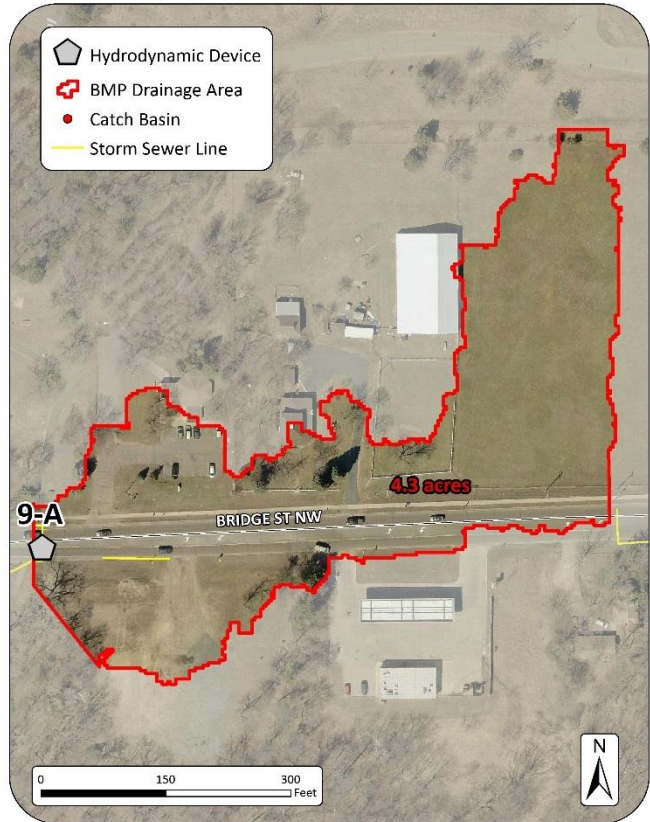 Hydrodynamic Device
BMP Drainage Area
Catch Basin
Storm Sewer Line
9-A
4.3 acres
BRIDGE ST NW
0 150 300
Feet
N